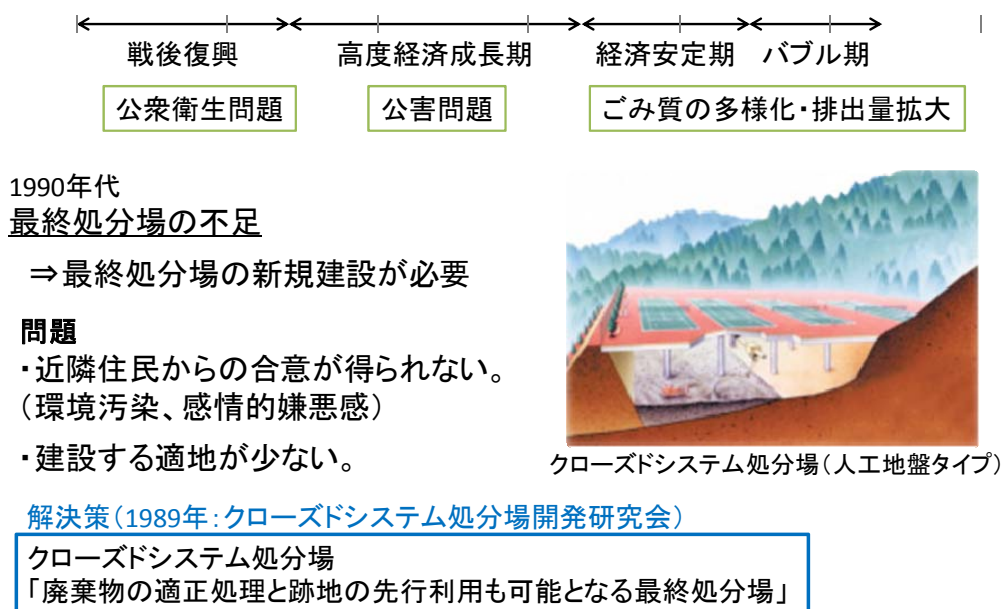 戦後復興 高度経済成長期 経済安定期 バブル期
公衆衛生問題 公害問題 ごみ質の多様化・排出量拡大
1990年代
最終処分場の不足
⇒最終処分場の新規建設が必要
問題
・近隣住民からの合意が得られない。
(環境汚染、感情的嫌悪感)
・建設する適地が少ない。
クローズドシステム処分場(人工地盤タイプ)
解決策(1989年:クローズドシステム処分場開発研究会)
クローズドシステム処分場
「廃棄物の適正処理と跡地の先行利用も可能となる最終処分場」